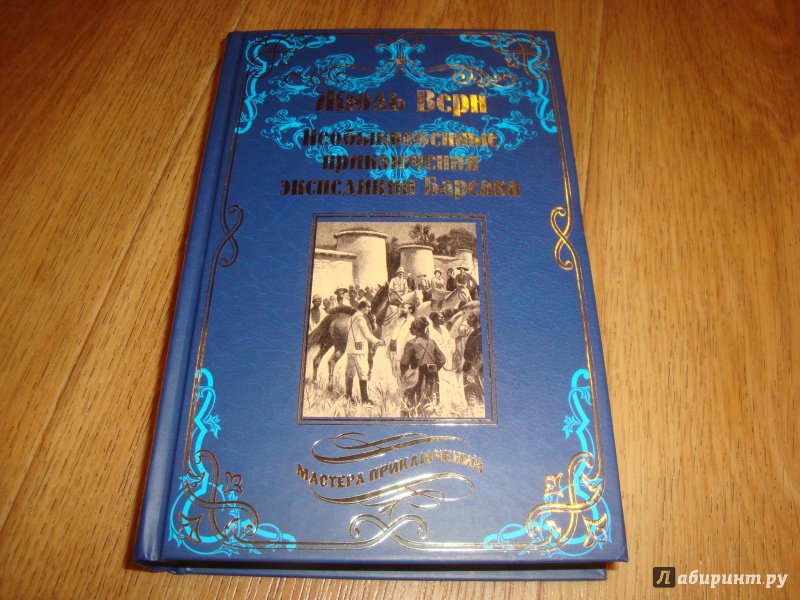 Жюль Верн
Необыкновенные
приключения
экспедиции Барсака
МАСТЕРА ПРИКЛЮЧЕНИЙ
Лабиринт.ру